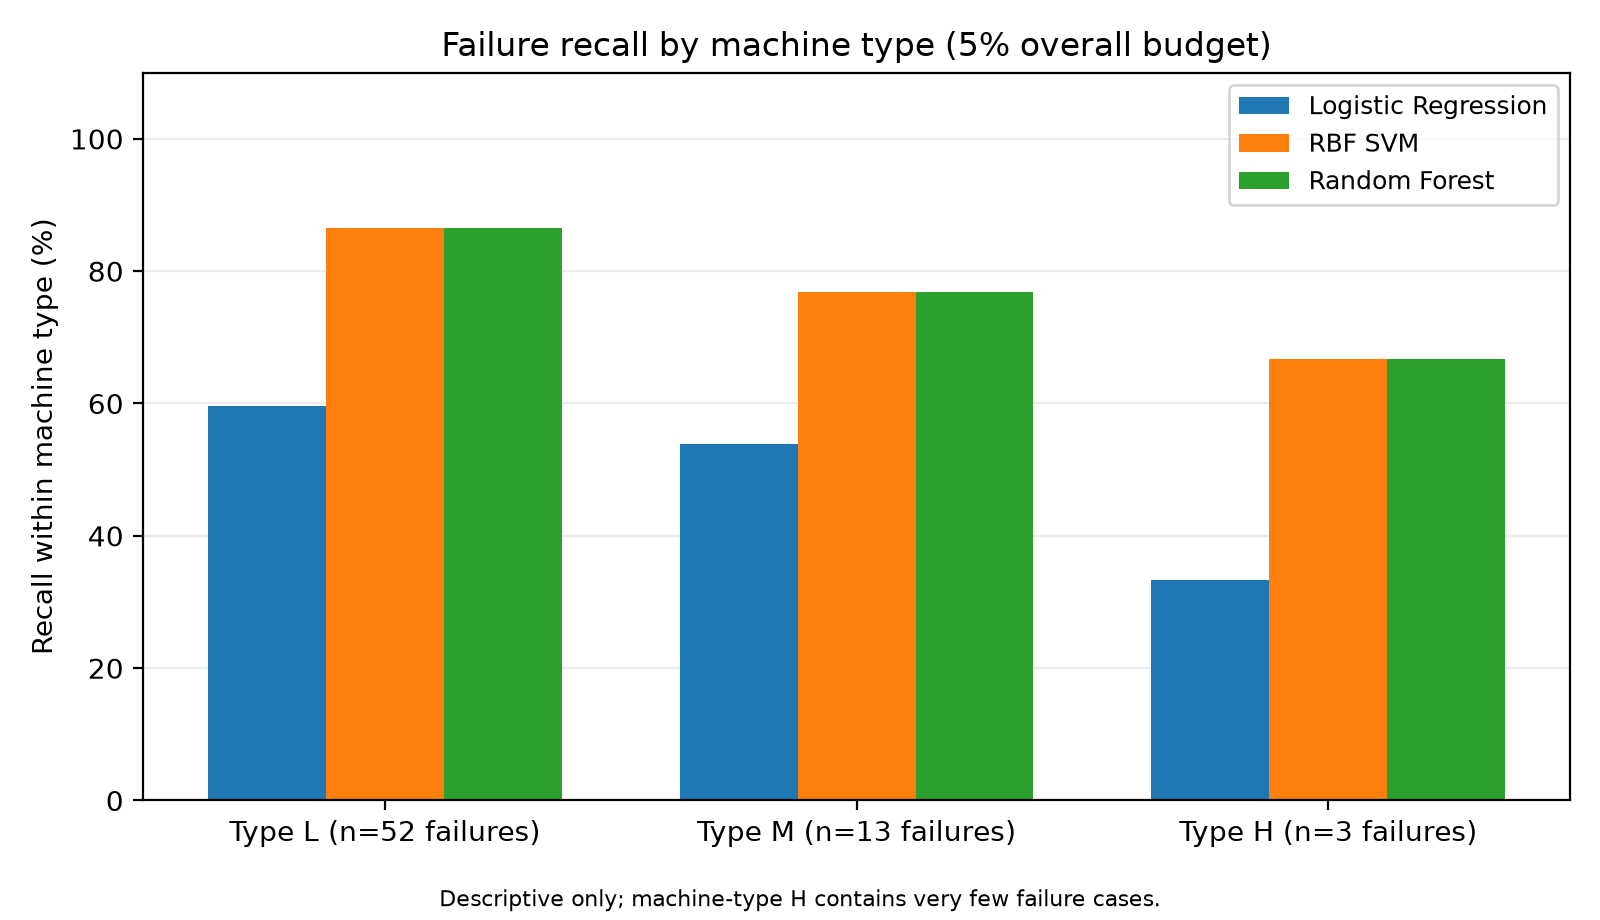 Failure recall by machine type (5% overall budget)
Logistic Regression
RBF SVM
Random Forest
Recall within machine type (%)
100
80
60
40
20
0
Type L (n=52 failures)
Type M (n=13 failures)
Type H (n=3 failures)
Descriptive only; machine-type H contains very few failure cases.